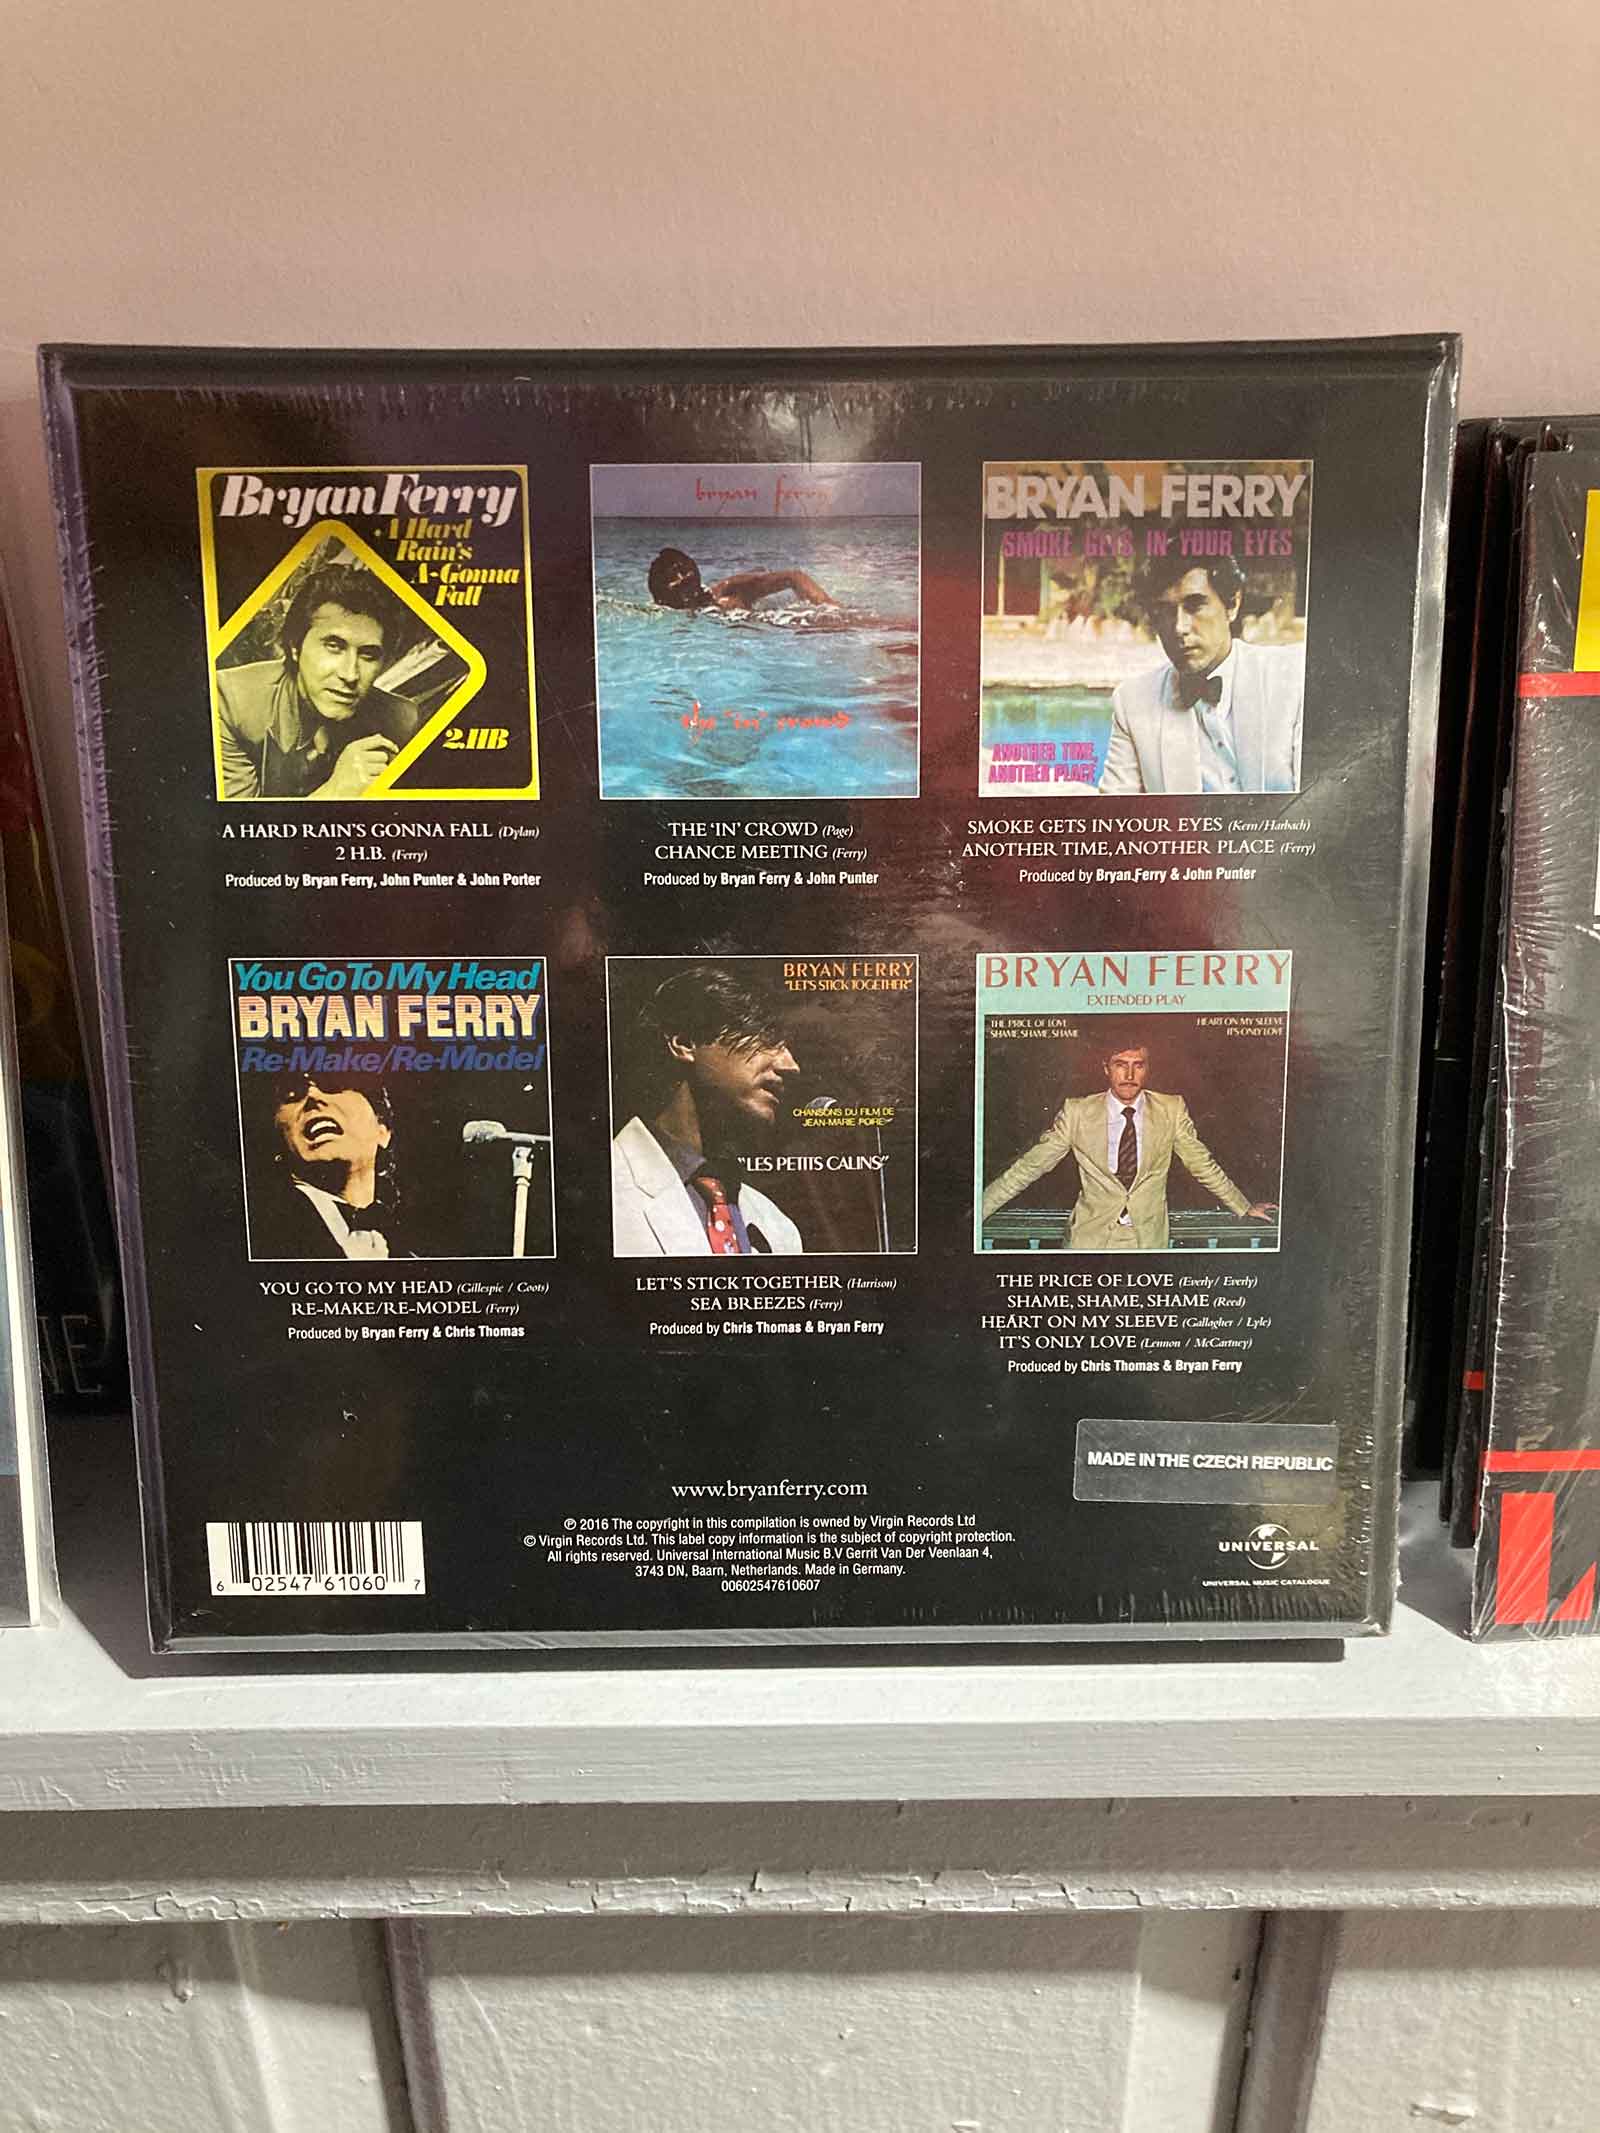 Bryan Ferry
A Hard
Rain's
A-Gonna
Fall
2.HB
bryan ferry
the 'in' crowd
BRYAN FERRY
SMOKE GETS IN YOUR EYES
ANOTHER TIME,
ANOTHER PLACE
A HARD RAIN'S GONNA FALL (Dylan)
2 H.B. (Ferry)
Produced by Bryan Ferry, John Punter & John Porter
THE 'IN' CROWD (Page)
CHANCE MEETING (Ferry)
Produced by Bryan Ferry & John Punter
SMOKE GETS IN YOUR EYES (Kern/Harbach)
ANOTHER TIME, ANOTHER PLACE (Ferry)
Produced by Bryan Ferry & John Punter
You Go To My Head
BRYAN FERRY
Re-Make/Re-Model
BRYAN FERRY
"LET'S STICK TOGETHER"
CHANSONS DU FILM DE
JEAN-MARIE POIRE
"LES PETITS CALINS"
BRYAN FERRY
EXTENDED PLAY
THE PRICE OF LOVE
SHAME, SHAME, SHAME
HEART ON MY SLEEVE
IT'S ONLY LOVE
YOU GO TO MY HEAD (Gillespie / Coots)
RE-MAKE/RE-MODEL (Ferry)
Produced by Bryan Ferry & Chris Thomas
LET'S STICK TOGETHER (Harrison)
SEA BREEZES (Ferry)
Produced by Chris Thomas & Bryan Ferry
THE PRICE OF LOVE (Everly/ Everly)
SHAME, SHAME, SHAME (Reed)
HEART ON MY SLEEVE (Gallagher / Lyle)
IT'S ONLY LOVE (Lennon / McCartney)
Produced by Chris Thomas & Bryan Ferry
MADE IN THE CZECH REPUBLIC
www.bryanferry.com
℗ 2016 The copyright in this compilation is owned by Virgin Records Ltd
© Virgin Records Ltd. This label copy information is the subject of copyright protection.
All rights reserved. Universal International Music B.V Gerrit Van Der Veenlaan 4,
3743 DN, Baarn, Netherlands. Made in Germany.
00602547610607
6 02547 61060 7
UNIVERSAL
UNIVERSAL MUSIC CATALOGUE